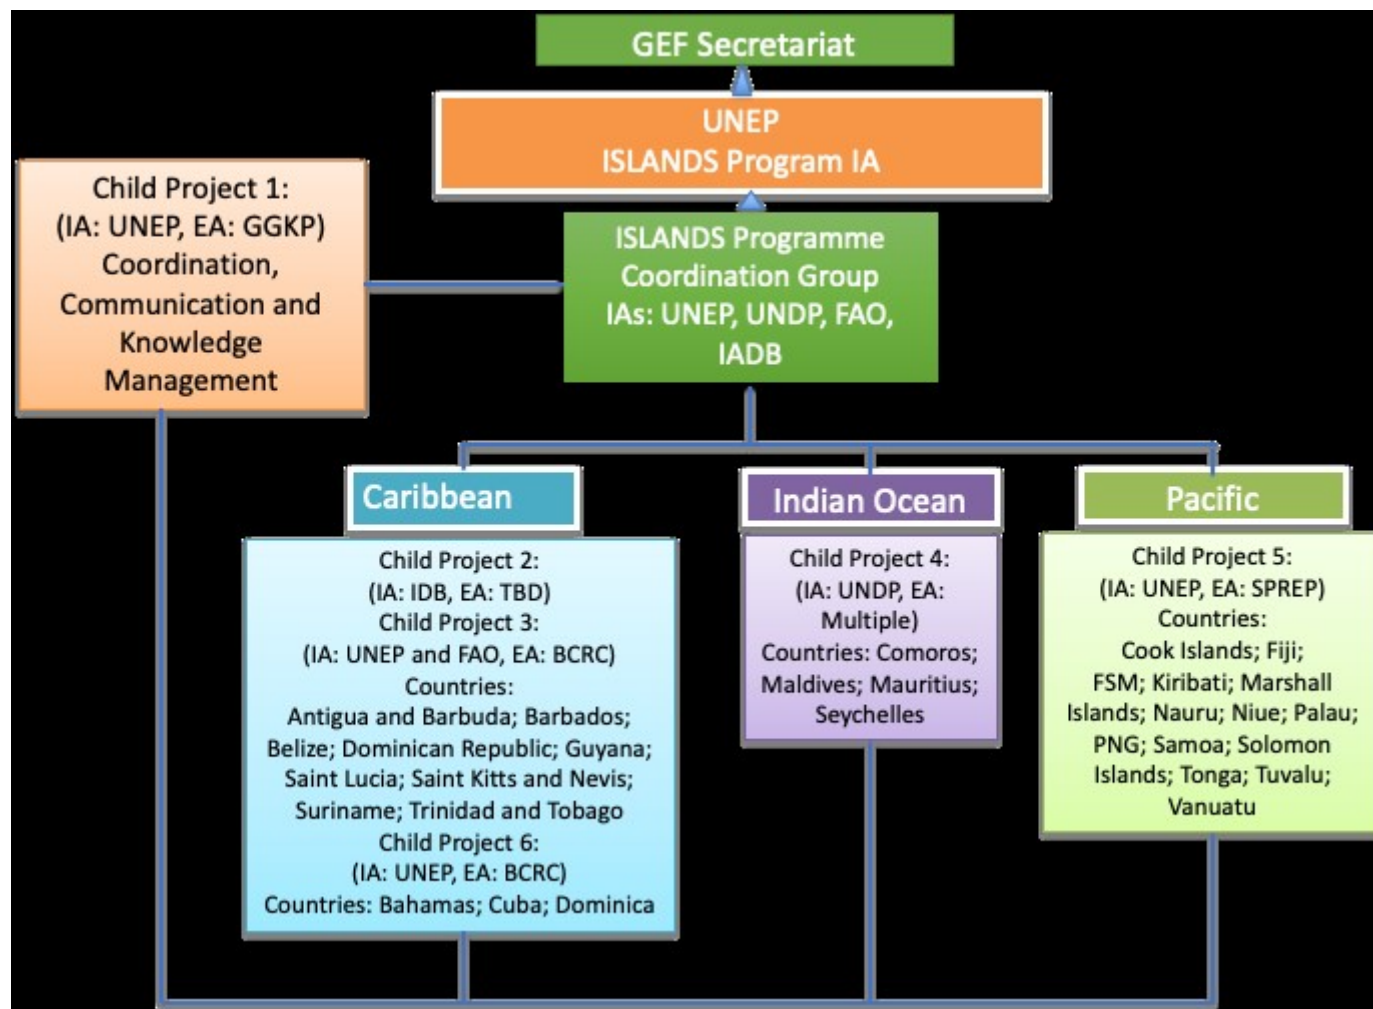 GEF Secretariat
UNEP
ISLANDS Program IA
Child Project 1:
(IA: UNEP, EA: GGKP)
Coordination,
Communication and
Knowledge
Management
ISLANDS Programme
Coordination Group
IAs: UNEP, UNDP, FAO,
IADB
Caribbean
Child Project 2:
(IA: IDB, EA: TBD)
Child Project 3:
(IA: UNEP and FAO, EA: BCRC)
Countries:
Antigua and Barbuda; Barbados;
Belize; Dominican Republic; Guyana;
Saint Lucia; Saint Kitts and Nevis;
Suriname; Trinidad and Tobago
Child Project 6:
(IA: UNEP, EA: BCRC)
Countries: Bahamas; Cuba; Dominica
Indian Ocean
Child Project 4:
(IA: UNDP, EA:
Multiple)
Countries: Comoros;
Maldives; Mauritius;
Seychelles
Pacific
Child Project 5:
(IA: UNEP, EA: SPREP)
Countries:
Cook Islands; Fiji;
FSM; Kiribati; Marshall
Islands; Nauru; Niue; Palau;
PNG; Samoa; Solomon
Islands; Tonga; Tuvalu;
Vanuatu